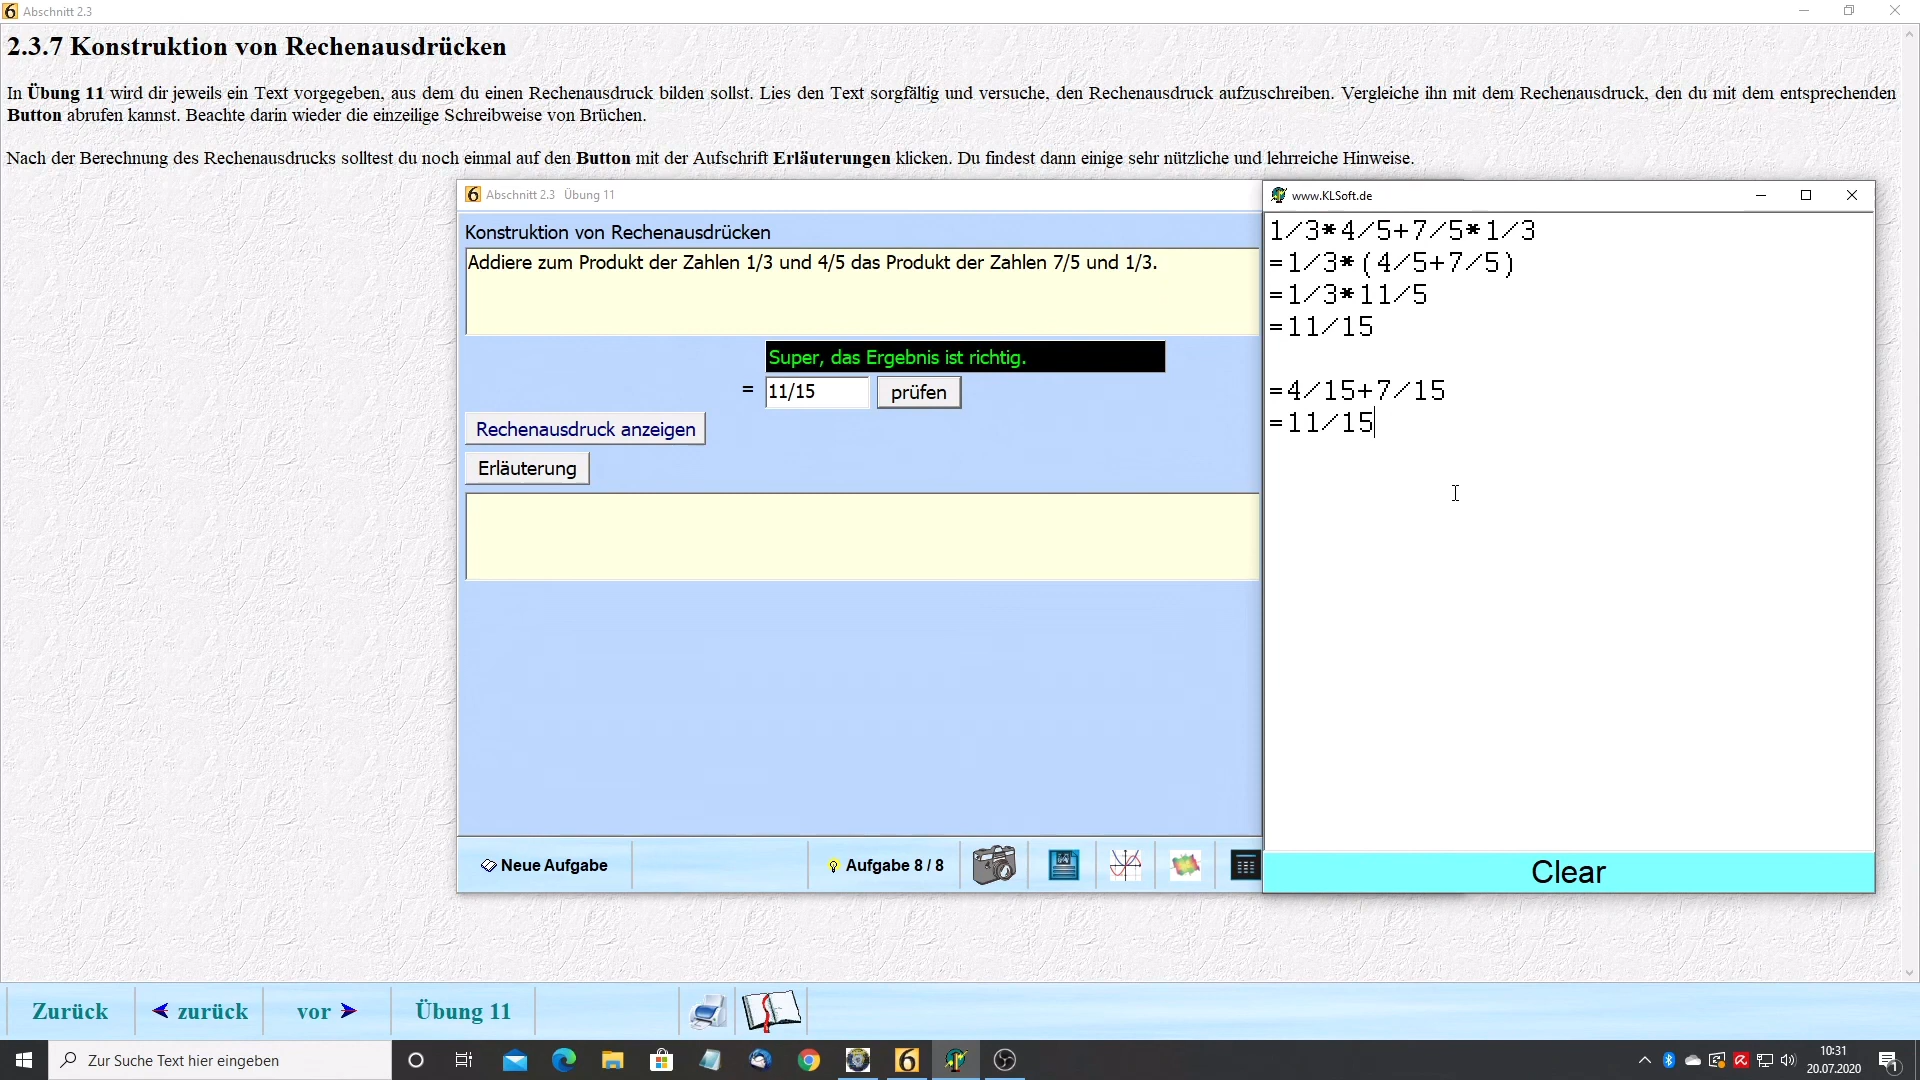 Abschnitt 2.3
2.3.7 Konstruktion von Rechenausdrücken
In Übung 11 wird dir jeweils ein Text vorgegeben, aus dem du einen Rechenausdruck bilden sollst. Lies den Text sorgfältig und versuche, den Rechenausdruck aufzuschreiben. Vergleiche ihn mit dem Rechenausdruck, den du mit dem entsprechenden
Button abrufen kannst. Beachte darin wieder die einzeilige Schreibweise von Brüchen.
Nach der Berechnung des Rechenausdrucks solltest du noch einmal auf den Button mit der Aufschrift Erläuterungen klicken. Du findest dann einige sehr nützliche und lehrreiche Hinweise.
Abschnitt 2.3 Übung 11
Konstruktion von Rechenausdrücken
Addiere zum Produkt der Zahlen 1/3 und 4/5 das Produkt der Zahlen 7/5 und 1/3.
Super, das Ergebnis ist richtig.
= 11/15 prüfen
Rechenausdruck anzeigen
Erläuterung
Neue Aufgabe
Aufgabe 8 / 8
www.KLSoft.de
1/3*4/5+7/5*1/3
=1/3*(4/5+7/5)
=1/3*11/5
=11/15
=4/15+7/15
=11/15
Clear
Zurück
zurück
vor
Übung 11
Zur Suche Text hier eingeben
10:31
20.07.2020